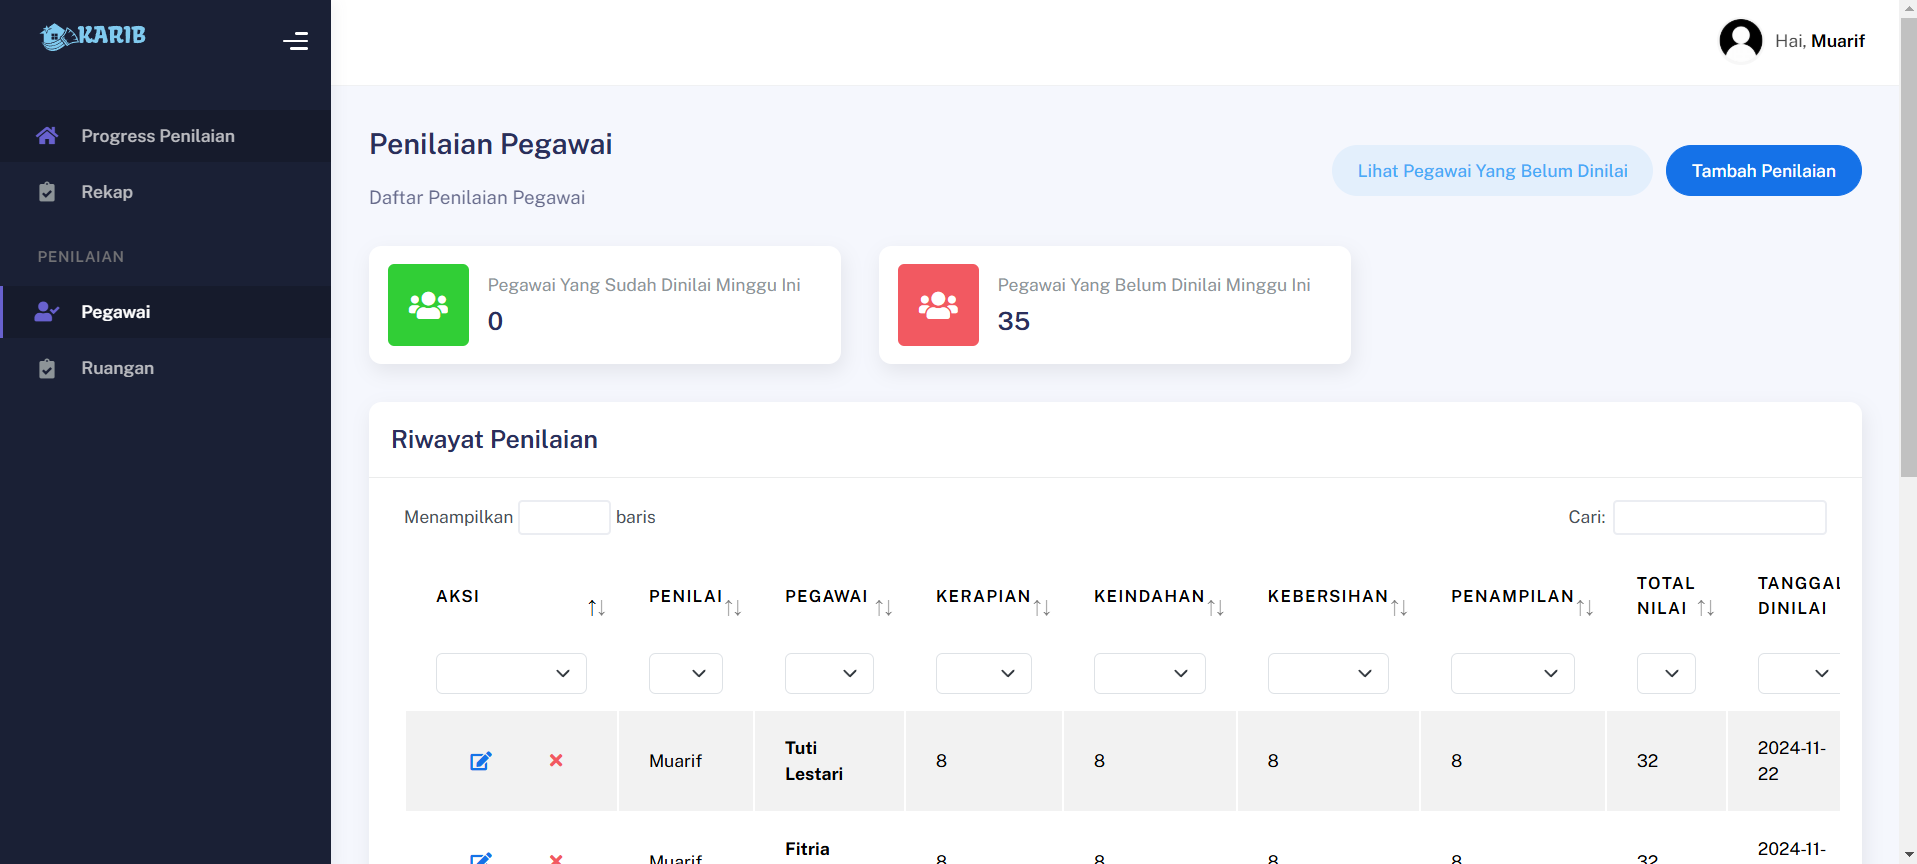 KARIB
Hai, Muarif
Progress Penilaian
Rekap
PENILAIAN
Pegawai
Ruangan
Penilaian Pegawai
Daftar Penilaian Pegawai
Lihat Pegawai Yang Belum Dinilai
Tambah Penilaian
Pegawai Yang Sudah Dinilai Minggu Ini
0
Pegawai Yang Belum Dinilai Minggu Ini
35
Riwayat Penilaian
Menampilkan baris
Cari:
AKSI PENILAI PEGAWAI KERAPIAN KEINDAHAN KEBERSIHAN PENAMPILAN TOTAL NILAI TANGGAL DINILAI
Muarif Tuti Lestari 8 8 8 8 32 2024-11-22
Muarif Fitria 8 8 8 8 32 2024-11-